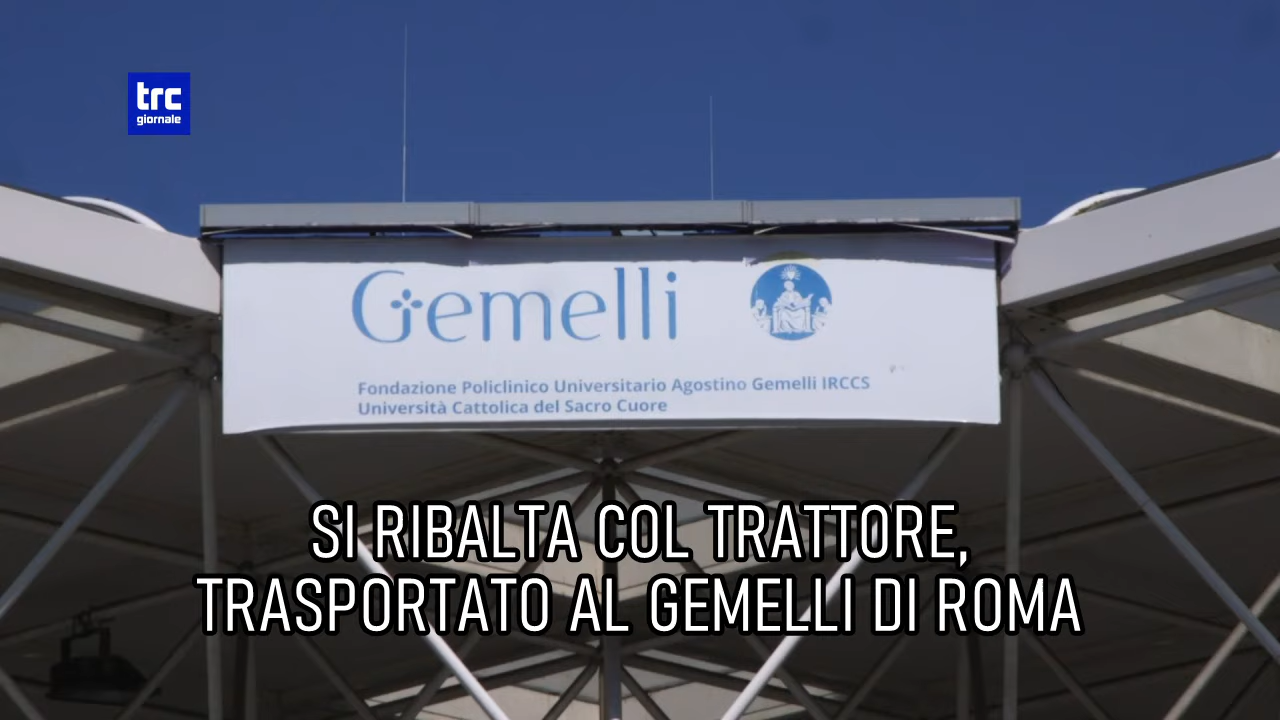 trc
giornale
Gemelli
Fondazione Policlinico Universitario Agostino Gemelli IRCCS
Università Cattolica del Sacro Cuore
SI RIBALTA COL TRATTORE,
TRASPORTATO AL GEMELLI DI ROMA